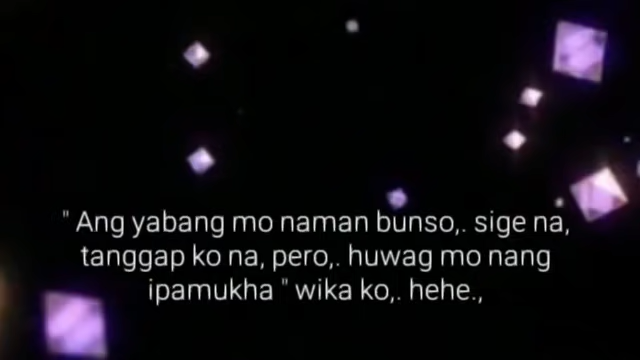 " Ang yabang mo naman bunso,. sige na,
tanggap ko na, pero,. huwag mo nang
ipamukha " wika ko,. hehe.,